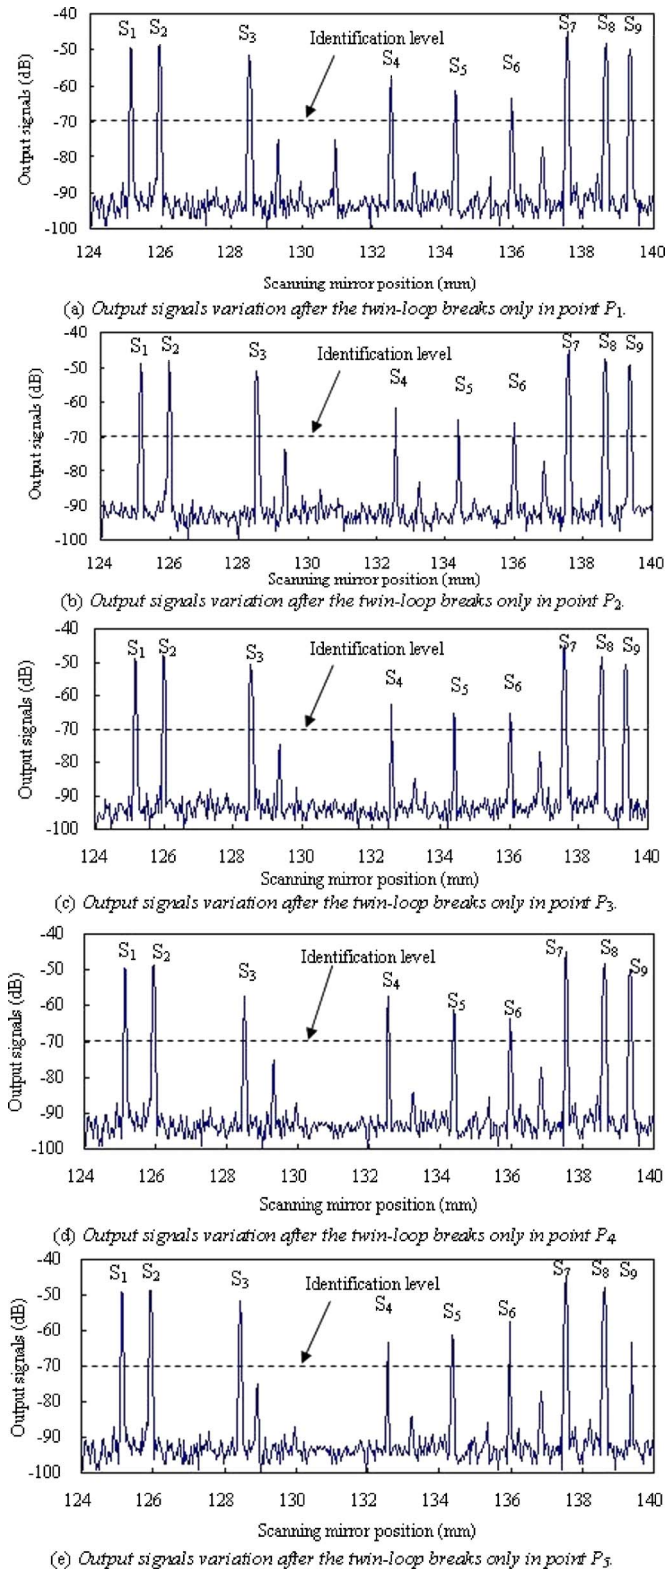 -40
S1 S2 S3 Identification level S4 S5 S6 S7 S8 S9
-50
-60
-70
-80
-90
-100
Output signals (dB)
124 126 128 130 132 134 136 138 140
Scanning mirror position (mm)
(a) Output signals variation after the twin-loop breaks only in point P1.
-40
S1 S2 S3 Identification level S4 S5 S6 S7 S8 S9
-50
-60
-70
-80
-90
-100
Output signals (dB)
124 126 128 130 132 134 136 138 140
Scanning mirror position (mm)
(b) Output signals variation after the twin-loop breaks only in point P2.
-40
S1 S2 S3 Identification level S4 S5 S6 S7 S8 S9
-50
-60
-70
-80
-90
-100
Output signals (dB)
124 126 128 130 132 134 136 138 140
Scanning mirror position (mm)
(c) Output signals variation after the twin-loop breaks only in point P3.
-40
S1 S2 S3 Identification level S4 S5 S6 S7 S8 S9
-50
-60
-70
-80
-90
-100
Output signals (dB)
124 126 128 130 132 134 136 138 140
Scanning mirror position (mm)
(d) Output signals variation after the twin-loop breaks only in point P4
-40
S1 S2 S3 Identification level S4 S5 S6 S7 S8 S9
-50
-60
-70
-80
-90
-100
Output signals (dB)
124 126 128 130 132 134 136 138 140
Scanning mirror position (mm)
(e) Output signals variation after the twin-loop breaks only in point P5.